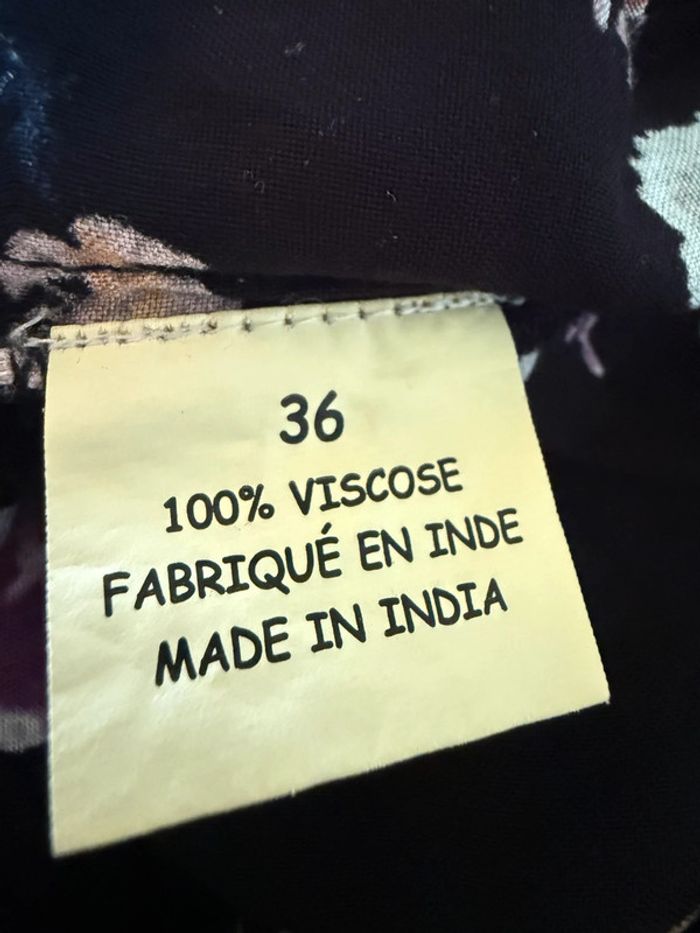 36
100% VISCOSE
FABRIQUÉ EN INDE
MADE IN INDIA